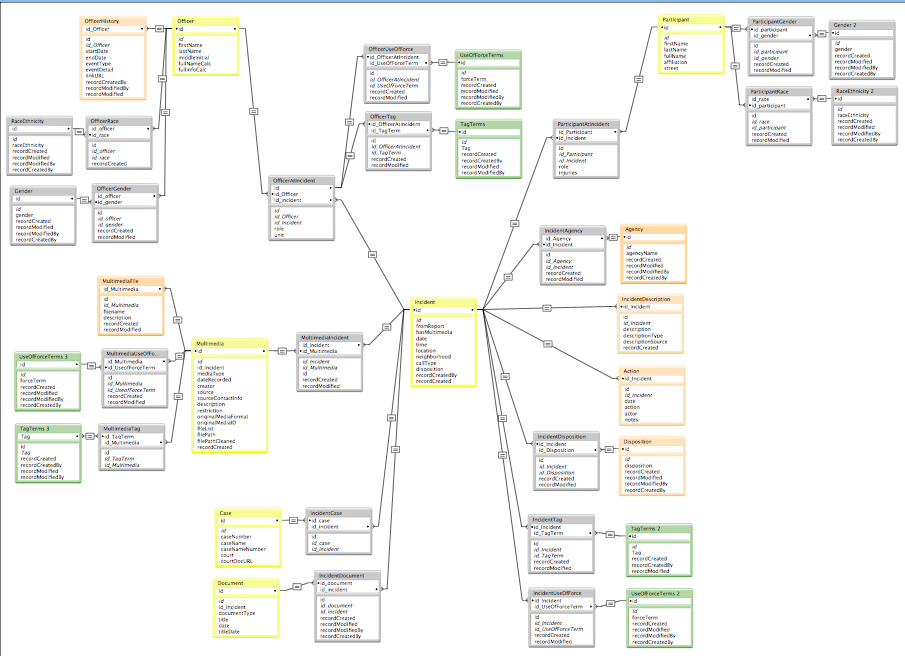 OfficerHistory
id_Officer
id
id_Officer
startDate
endDate
eventType
eventDetail
linkURL
recordCreatedBy
recordModifiedBy
recordModified
Officer
id
id
firstName
lastName
middleInitial
fullNameCalc
fullInfoCalc
RaceEthnicity
id
id
raceEthnicity
recordCreated
recordModified
recordModifiedBy
recordCreatedBy
OfficerRace
id_officer
id_race
id
id_officer
id_race
recordCreated
Gender
id
id
gender
recordCreated
recordModified
recordModifiedBy
recordCreatedBy
OfficerGender
id_officer
id_gender
id
id_officer
id_gender
recordCreated
recordModified
OfficerUseOfForce
id_OfficerAtIncident
id_UseOfForceTerm
id
id_OfficerAtIncident
id_UseOfForceTerm
recordCreated
recordModified
UseOfForceTerms
id
id
forceTerm
recordCreated
recordModified
recordModifiedBy
recordCreatedBy
OfficerTag
id_OfficerAtIncident
id_TagTerm
id
id_OfficerAtIncident
id_TagTerm
recordCreated
recordModified
TagTerms
id
id
Tag
recordCreated
recordCreatedBy
recordModified
recordModifiedBy
OfficerAtIncident
id
id_Officer
id_incident
id
id_Officer
id_Incident
role
unit
Participant
id
id
firstName
lastName
fullName
affiliation
street
ParticipantGender
id_participant
id_gender
id
id_participant
id_gender
recordCreated
recordModified
Gender 2
id
id
gender
recordCreated
recordModified
recordModifiedBy
recordCreatedBy
ParticipantRace
id_race
id_participant
id
id_race
id_participant
recordCreated
recordModified
RaceEthnicity 2
id
id
raceEthnicity
recordCreated
recordModified
recordModifiedBy
recordCreatedBy
ParticipantAtIncident
id_Participant
id_Incident
id
id_Participant
id_Incident
role
injuries
IncidentAgency
id_Agency
id_Incident
id
id_Agency
id_Incident
recordCreated
recordModified
Agency
id
id
agencyName
recordCreated
recordModified
recordModifiedBy
recordCreatedBy
IncidentDescription
id_Incident
id
id_Incident
description
descriptionType
descriptionSource
recordCreated
Action
id_Incident
id
id_Incident
date
action
actor
notes
Incident
id
id
fromReport
hasMultimedia
date
time
location
neighborhood
callType
disposition
recordCreatedBy
recordCreated
MultimediaFile
id_Multimedia
id
id_Multimedia
filename
description
recordCreated
recordModified
UseOfForceTerms 3
id
id
forceTerm
recordCreated
recordModified
recordModifiedBy
recordCreatedBy
MultimediaUseOfFo...
id_Multimedia
id_UseofForceTerm
id
id_Multimedia
id_UseofForceTerm
recordCreated
recordModified
TagTerms 3
Tag
id
Tag
recordCreated
recordCreatedBy
recordModified
recordModifiedBy
MultimediaTag
id_TagTerm
id_Multimedia
id
id_TagTerm
id_Multimedia
Multimedia
id
id
id_Incident
mediaType
dateRecorded
creator
source
sourceContactInfo
description
restriction
originalMediaFormat
originalMediaID
fileList
filePath
filePathCleaned
recordCreated
MultimediaIncident
id_Incident
id_Multimedia
id_Incident
id_Multimedia
id
recordCreated
recordModified
IncidentDisposition
id_Incident
id_Disposition
id
id_Incident
id_Disposition
recordCreated
recordModified
Disposition
id
id
disposition
recordCreated
recordModified
recordModifiedBy
recordCreatedBy
Case
id
id
caseNumber
caseName
caseNameNumber
court
courtDocURL
IncidentCase
id_case
id_incident
id
id_case
id_incident
Document
id
id
id_Incident
documentType
title
date
titleDate
IncidentDocument
id_document
id_incident
id
id_document
id_incident
recordCreated
recordModified
recordModifiedBy
recordCreatedBy
IncidentTag
id_Incident
id_TagTerm
id
id_Incident
id_TagTerm
recordCreated
recordModified
TagTerms 2
id
id
Tag
recordCreated
recordCreatedBy
recordModified
IncidentUseOfForce
id_Incident
id_UseOfForceTerm
id
id_Incident
id_UseOfForceTerm
recordCreated
recordModified
UseOfForceTerms 2
id
id
forceTerm
recordCreated
recordModified
recordModifiedBy
recordCreatedBy